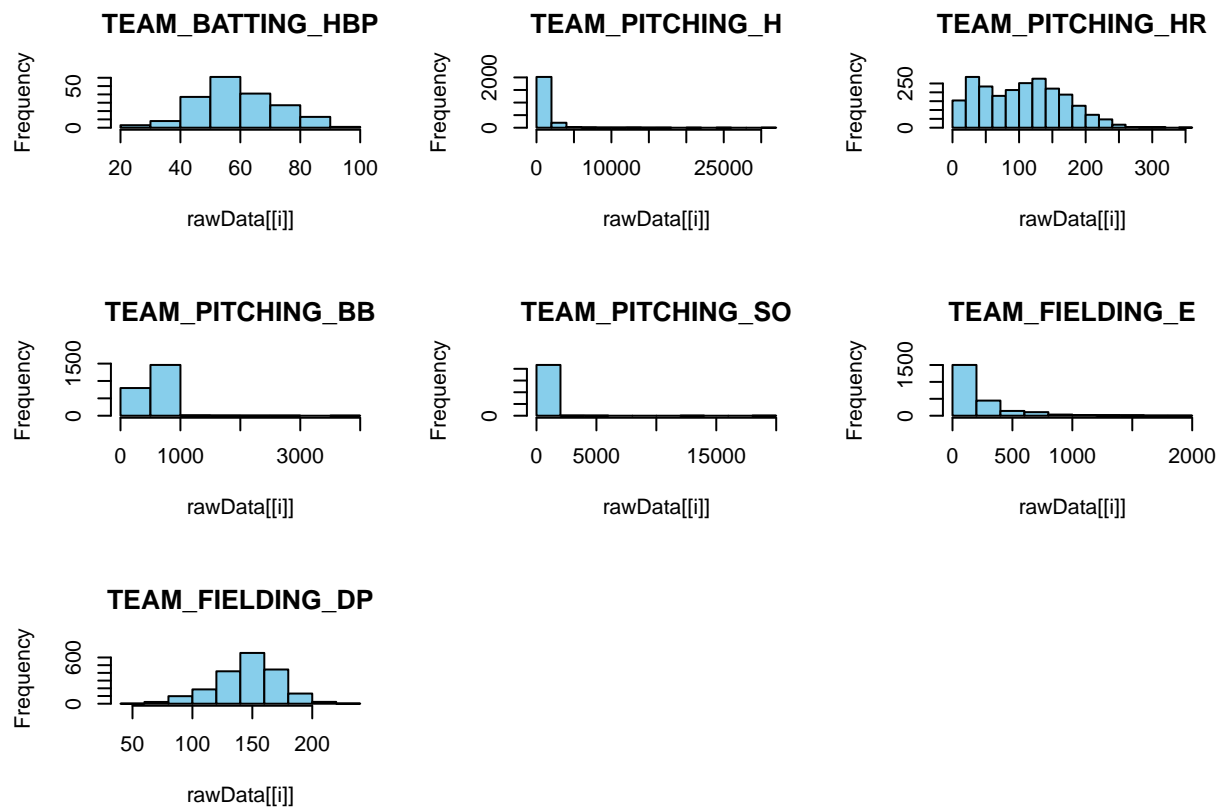 TEAM_BATTING_HBP
Frequency
0 50
20 40 60 80 100
rawData[[i]]
TEAM_PITCHING_H
Frequency
0 2000
0 10000 25000
rawData[[i]]
TEAM_PITCHING_HR
Frequency
0 250
0 100 200 300
rawData[[i]]
TEAM_PITCHING_BB
Frequency
0 1500
0 1000 3000
rawData[[i]]
TEAM_PITCHING_SO
Frequency
0
0 5000 15000
rawData[[i]]
TEAM_FIELDING_E
Frequency
0 1500
0 500 1000 2000
rawData[[i]]
TEAM_FIELDING_DP
Frequency
0 600
50 100 150 200
rawData[[i]]